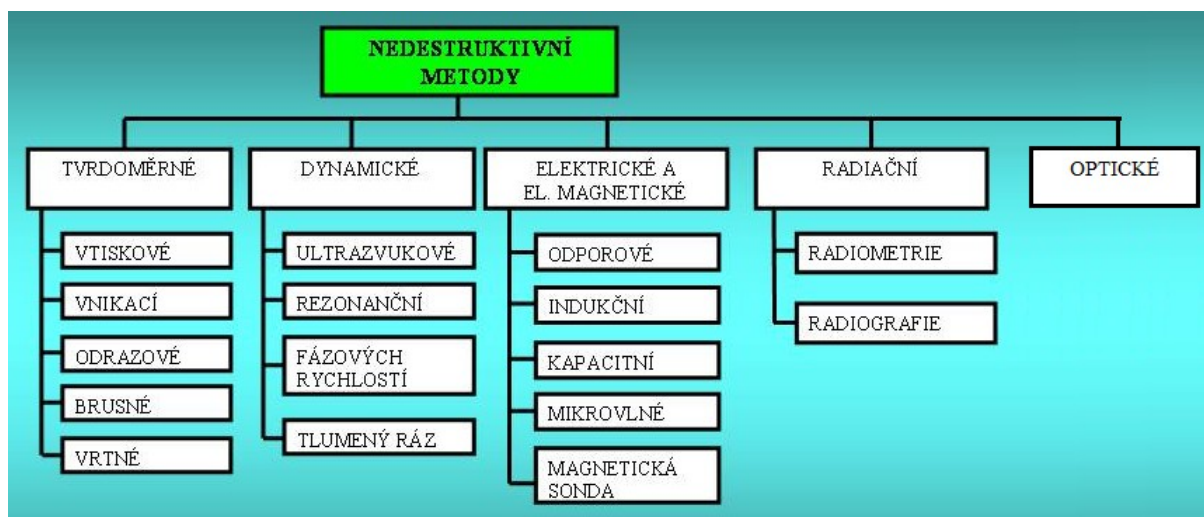 NEDESTRUKTIVNÍ
METODY
TVRDOMĚRNÉ
VTISKOVÉ
VNIKACÍ
ODRAZOVÉ
BRUSNÉ
VRTNÉ
DYNAMICKÉ
ULTRAZVUKOVÉ
REZONANČNÍ
FÁZOVÝCH
RYCHLOSTÍ
TLUMENÝ RÁZ
ELEKTRICKÉ A
EL. MAGNETICKÉ
ODPOROVÉ
INDUKČNÍ
KAPACITNÍ
MIKROVLNÉ
MAGNETICKÁ
SONDA
RADIAČNÍ
RADIOMETRIE
RADIOGRAFIE
OPTICKÉ